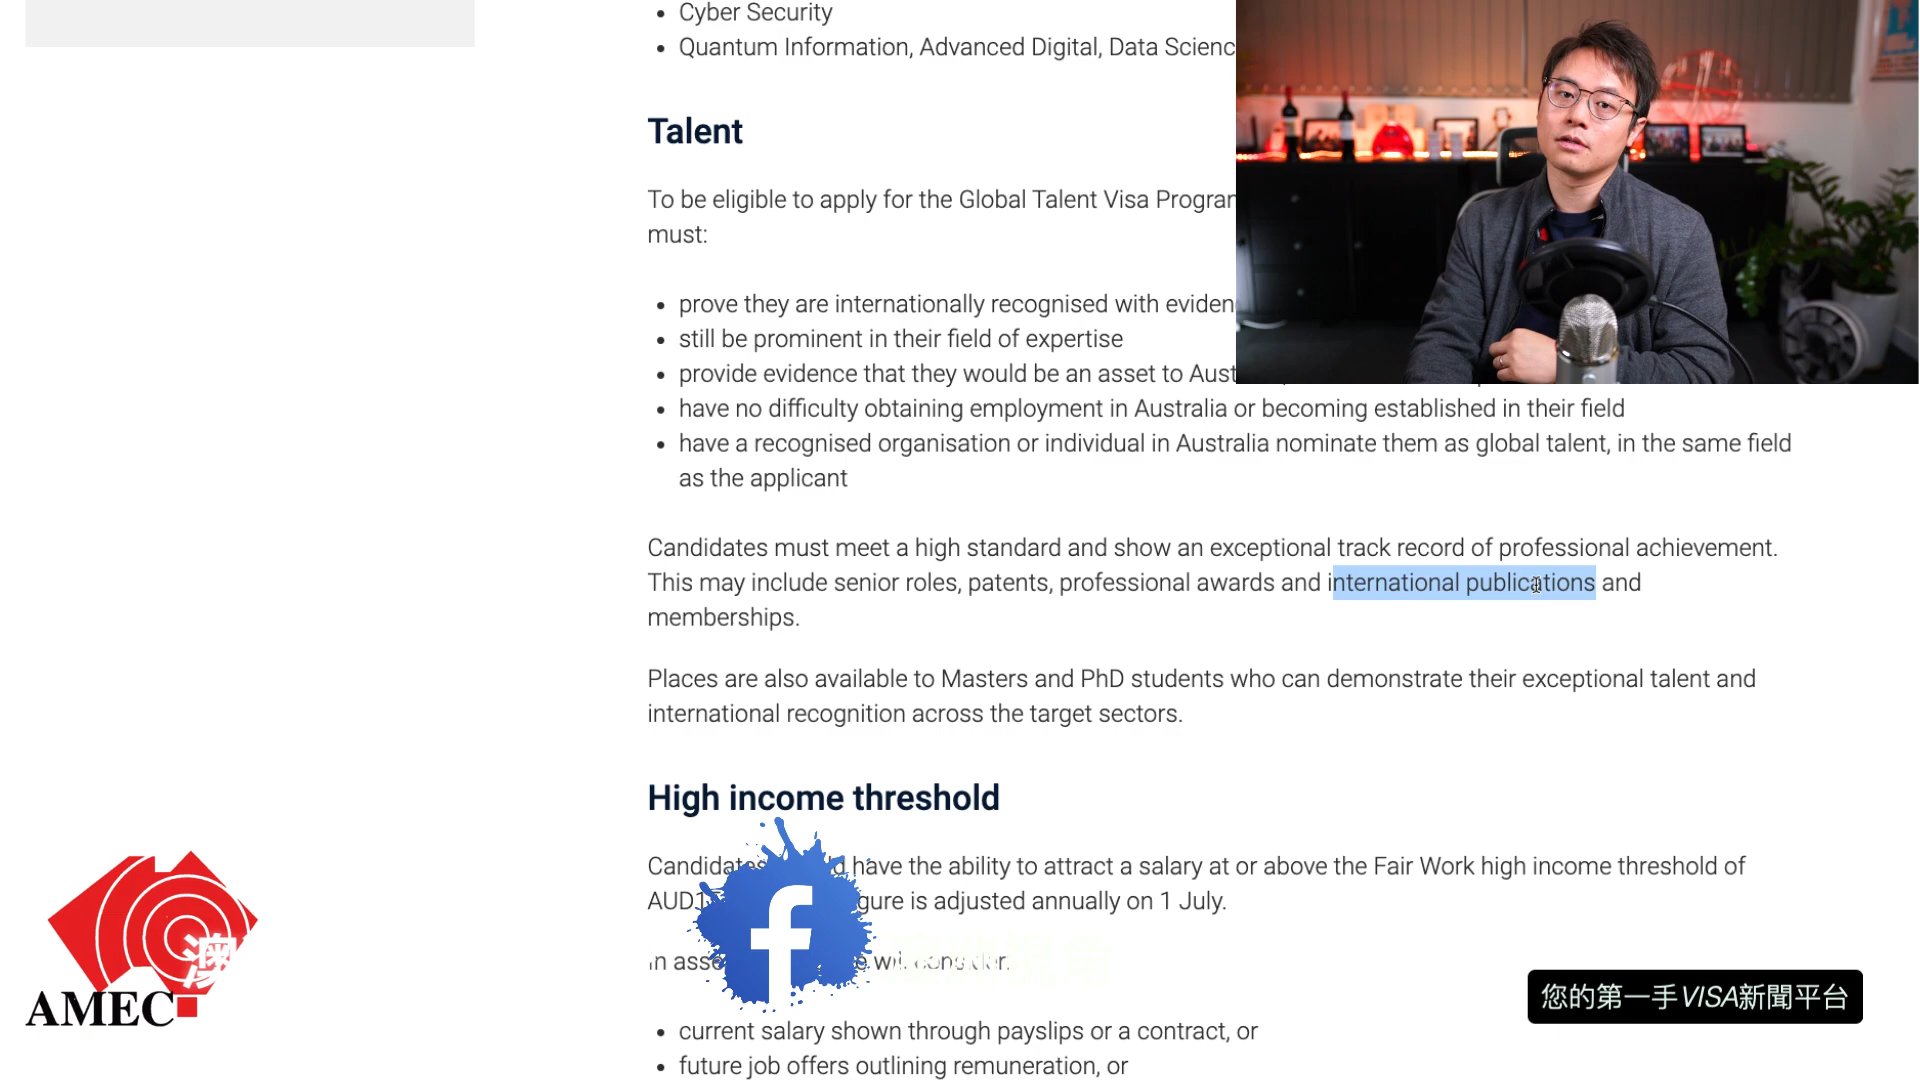 Cyber Security
Quantum Information, Advanced Digital, Data Scienc
Talent
To be eligible to apply for the Global Talent Visa Program
must:
prove they are internationally recognised with eviden
still be prominent in their field of expertise
provide evidence that they would be an asset to Aust
have no difficulty obtaining employment in Australia or becoming established in their field
have a recognised organisation or individual in Australia nominate them as global talent, in the same field
as the applicant
Candidates must meet a high standard and show an exceptional track record of professional achievement.
This may include senior roles, patents, professional awards and international publications and
memberships.
Places are also available to Masters and PhD students who can demonstrate their exceptional talent and
international recognition across the target sectors.
High income threshold
Candidates have the ability to attract a salary at or above the Fair Work high income threshold of
AUD1 gure is adjusted annually on 1 July.
current salary shown through payslips or a contract, or
future job offers outlining remuneration, or
澳
AMEC
您的第一手VISA新聞平台